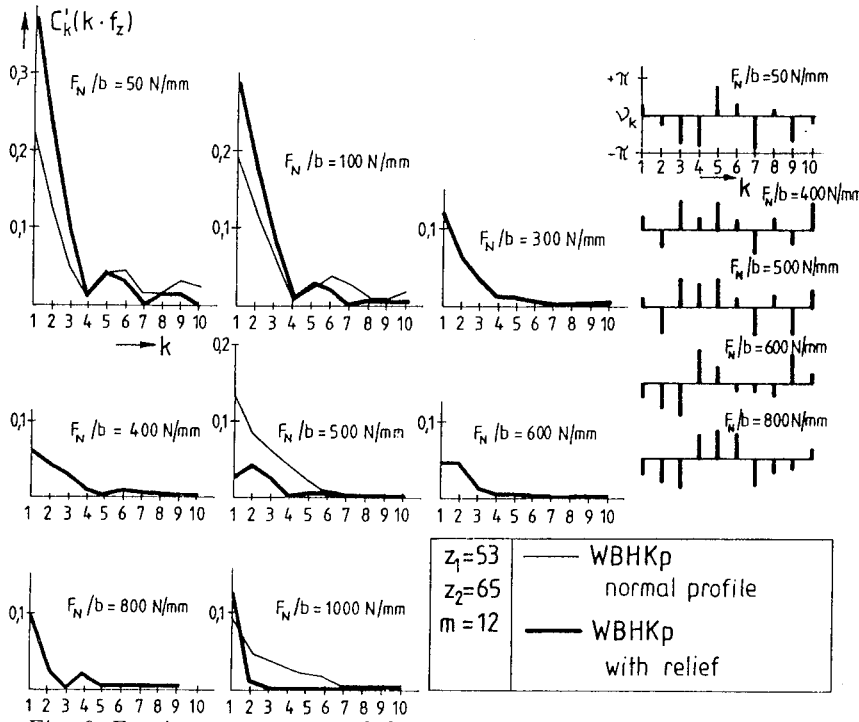 C'k(k·fz)
0,3
0,2
0,1
FN/b = 50 N/mm
1 2 3 4 5 6 7 8 9 10
k
0,2
0,1
FN/b = 100 N/mm
1 2 3 4 5 6 7 8 9 10
0,1
FN/b = 300 N/mm
1 2 3 4 5 6 7 8 9 10
+π
νk
-π
FN/b=50 N/mm
1 2 3 4 5 6 7 8 9 10
k
FN/b=400 N/mm
FN/b=500 N/mm
FN/b=600 N/mm
FN/b=800 N/mm
0,1
FN/b = 400 N/mm
1 2 3 4 5 6 7 8 9 10
0,2
0,1
FN/b = 500 N/mm
1 2 3 4 5 6 7 8 9 10
0,1
FN/b = 600 N/mm
1 2 3 4 5 6 7 8 9 10
0,1
FN/b = 800 N/mm
1 2 3 4 5 6 7 8 9 10
0,1
FN/b = 1000 N/mm
1 2 3 4 5 6 7 8 9 10
z1=53
z2=65
m=12
WBHKp
normal profile
WBHKp
with relief